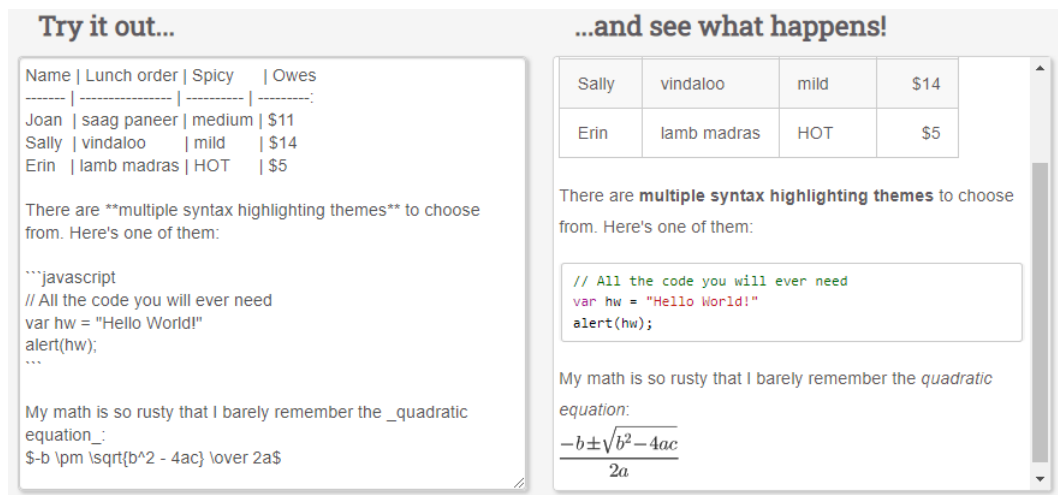 Try it out...
Name | Lunch order | Spicy | Owes
------- | ---------------- | ---------- | ---------:
Joan | saag paneer | medium | $11
Sally | vindaloo | mild | $14
Erin | lamb madras | HOT | $5
There are **multiple syntax highlighting themes** to choose
from. Here's one of them:
```javascript
// All the code you will ever need
var hw = "Hello World!"
alert(hw);
```
My math is so rusty that I barely remember the _quadratic
equation_:
$-b \pm \sqrt{b^2 - 4ac} \over 2a$
...and see what happens!
Sally vindaloo mild $14
Erin lamb madras HOT $5
There are multiple syntax highlighting themes to choose
from. Here's one of them:
// All the code you will ever need
var hw = "Hello World!"
alert(hw);
My math is so rusty that I barely remember the quadratic
equation:
−b±√b²−4ac
2a